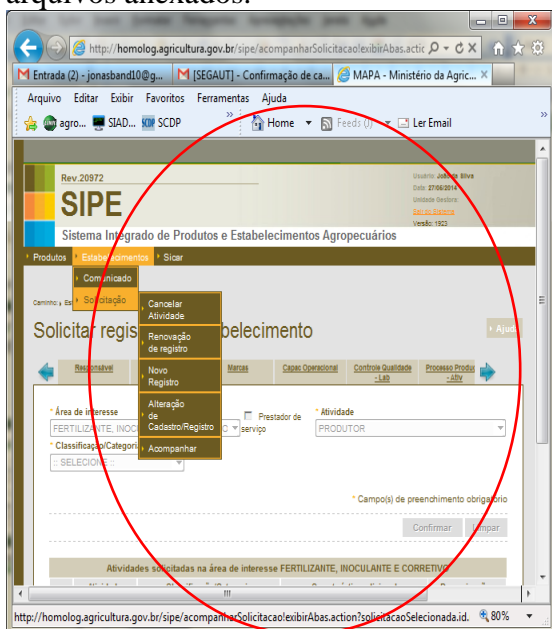 arquivos anexados.
http://homolog.agricultura.gov.br/sipe/acompanharSolicitacao!exibirAbas.actic
Entrada (2) - jonasband10@g... [SEGAUT] - Confirmação de ca... MAPA - Ministério da Agric...
Arquivo Editar Exibir Favoritos Ferramentas Ajuda
agro... SIAD... SCDP » Home Feeds (J) Ler Email »
Rev.20972
SIPE
Sistema Integrado de Produtos e Estabelecimentos Agropecuários
Usuário: João da Silva
Data: 27/06/2014
Unidade Gestora:
Sair do Sistema
Versão: 1923
Produtos Estabelecimentos Sicar
Comunicado
Solicitação
Cancelar
Atividade
Renovação
de registro
Novo
Registro
Alteração
de
Cadastro/Registro
Acompanhar
Caminho: Es
Solicitar regis belecimento
Ajuda
Responsável Marcas Capac Operacional Controle Qualidade
- Lab Processo Produ
- Ativ
* Área de interesse
FERTILIZANTE, INOC C
Prestador de
serviço
* Atividade
PRODUTOR
* Classificação/Categori
:: SELECIONE ::
* Campo(s) de preenchimento obrigatório
Confirmar Limpar
Atividades solicitadas na área de interesse FERTILIZANTE, INOCULANTE E CORRETIVO
http://homolog.agricultura.gov.br/sipe/acompanharSolicitacao!exibirAbas.action?solicitacaoSelecionada.id. 80%